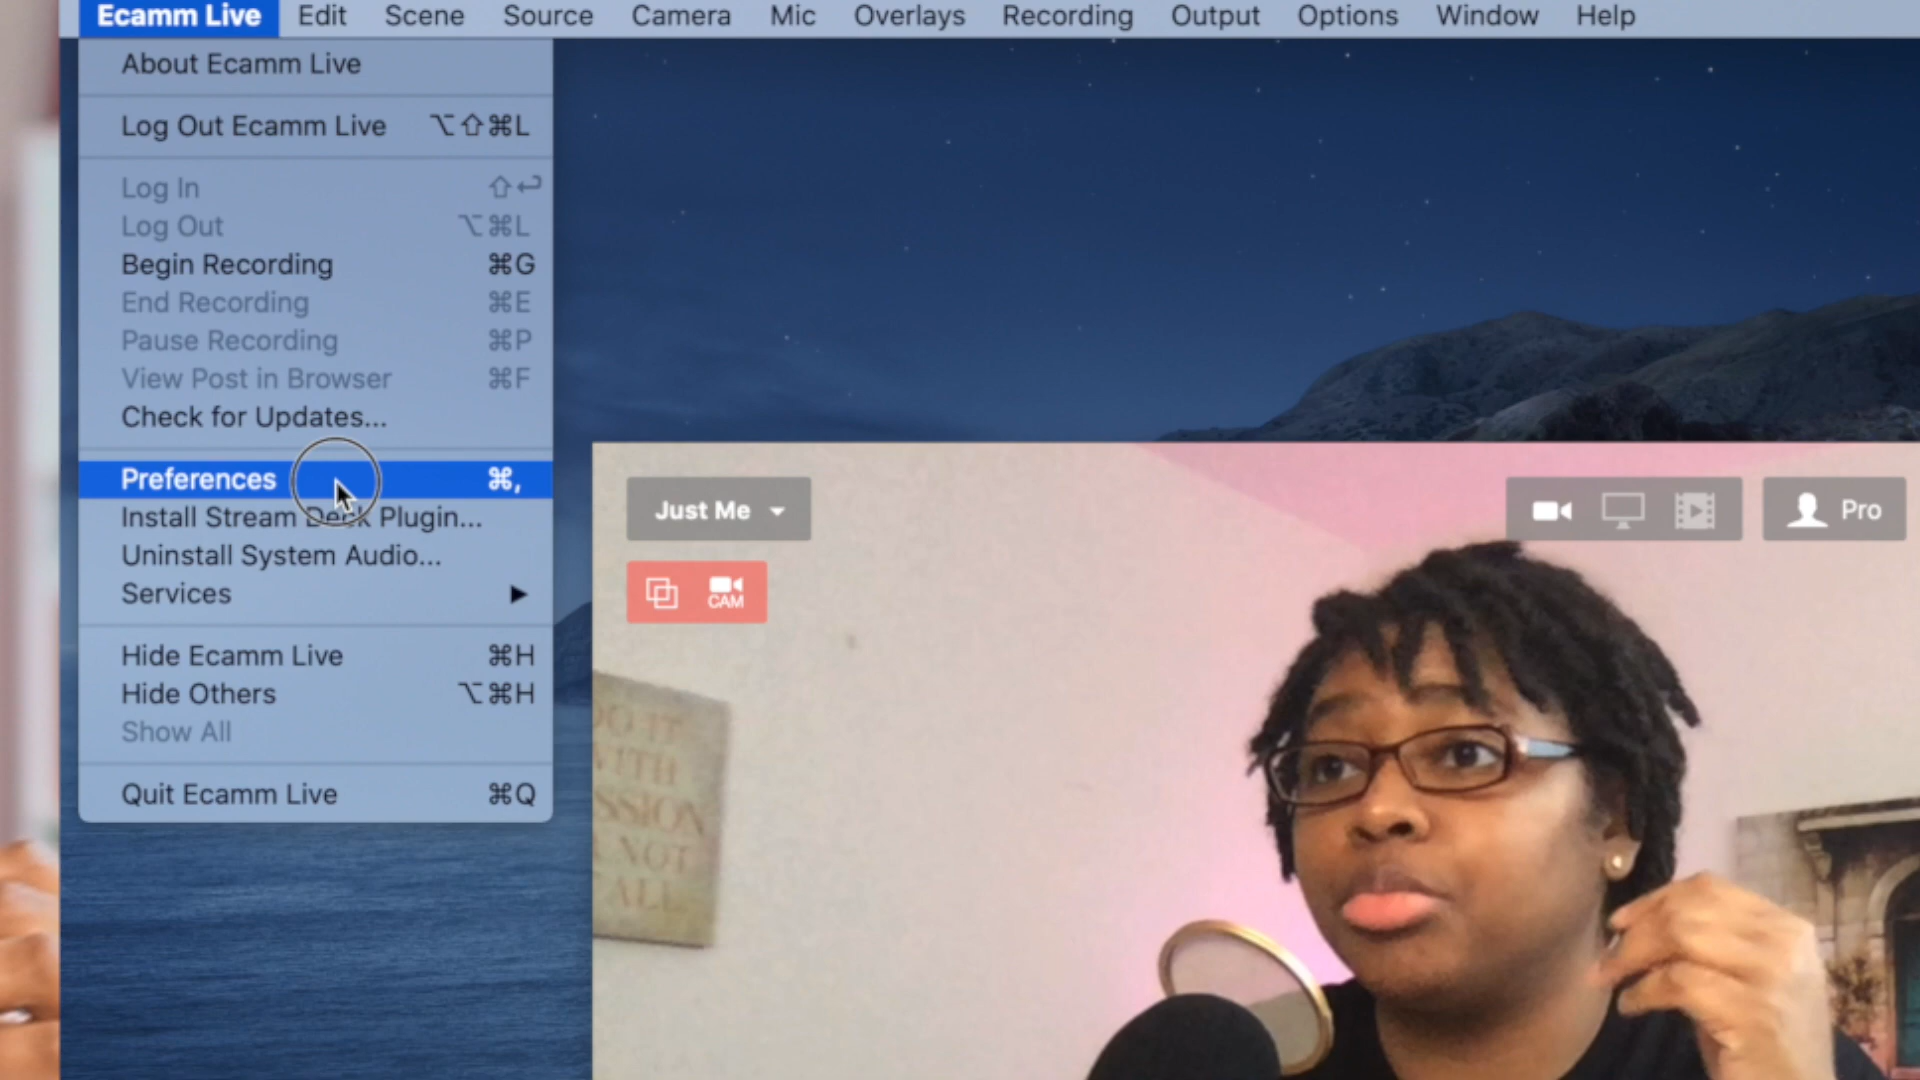 Ecamm Live Edit Scene Source Camera Mic Overlays Recording Output Options Window Help
About Ecamm Live
Log Out Ecamm Live ⌥⇧⌘L
Log In ⇧↩
Log Out ⌥⌘L
Begin Recording ⌘G
End Recording ⌘E
Pause Recording ⌘P
View Post in Browser ⌘F
Check for Updates...
Preferences ⌘,
Install Stream Deck Plugin...
Uninstall System Audio...
Services ▶
Hide Ecamm Live ⌘H
Hide Others ⌥⌘H
Show All
Quit Ecamm Live ⌘Q
Just Me
Pro
CAM
IT
NOT